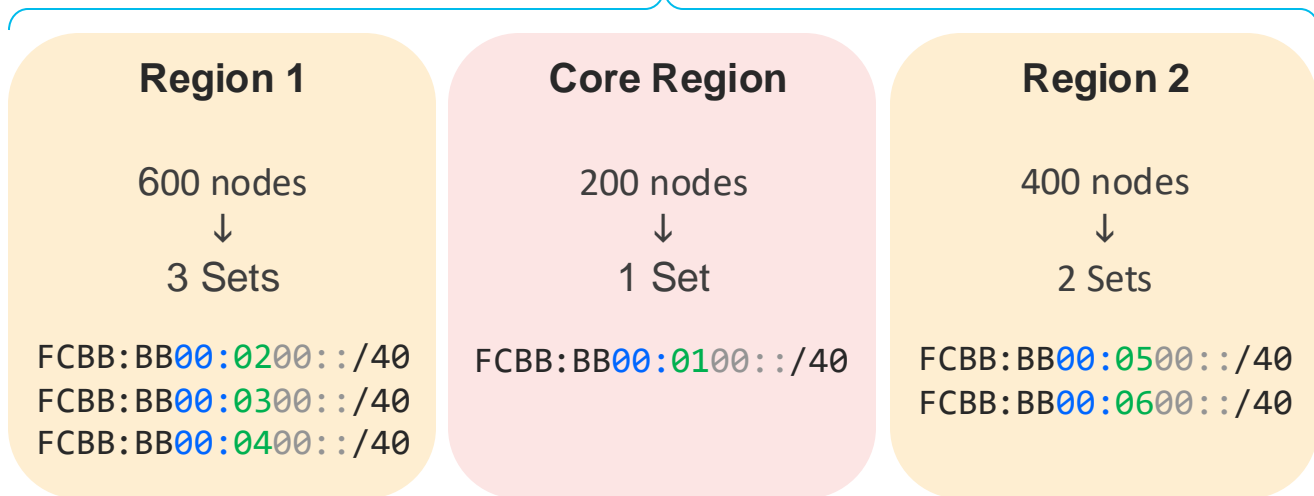 Region 1
600 nodes
↓
3 Sets
FCBB:BB00:0200::/40
FCBB:BB00:0300::/40
FCBB:BB00:0400::/40
Core Region
200 nodes
↓
1 Set
FCBB:BB00:0100::/40
Region 2
400 nodes
↓
2 Sets
FCBB:BB00:0500::/40
FCBB:BB00:0600::/40